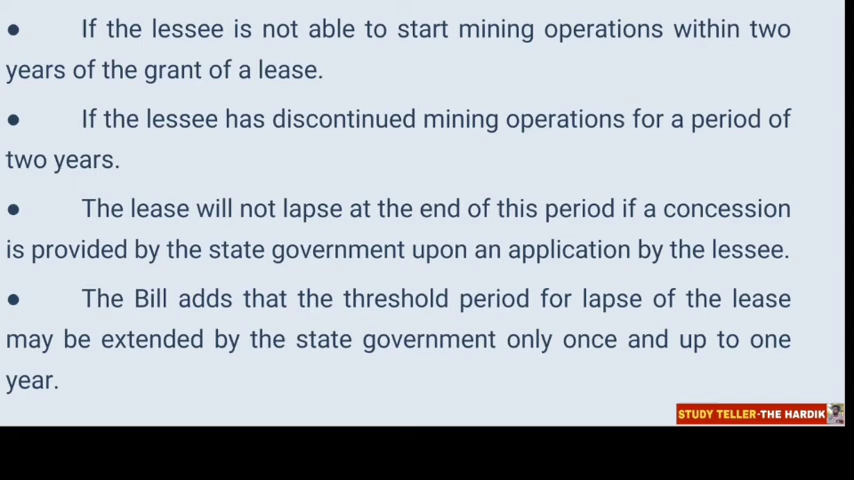 ● If the lessee is not able to start mining operations within two
years of the grant of a lease.
● If the lessee has discontinued mining operations for a period of
two years.
● The lease will not lapse at the end of this period if a concession
is provided by the state government upon an application by the lessee.
● The Bill adds that the threshold period for lapse of the lease
may be extended by the state government only once and up to one
year.
STUDY TELLER-THE HARDIK